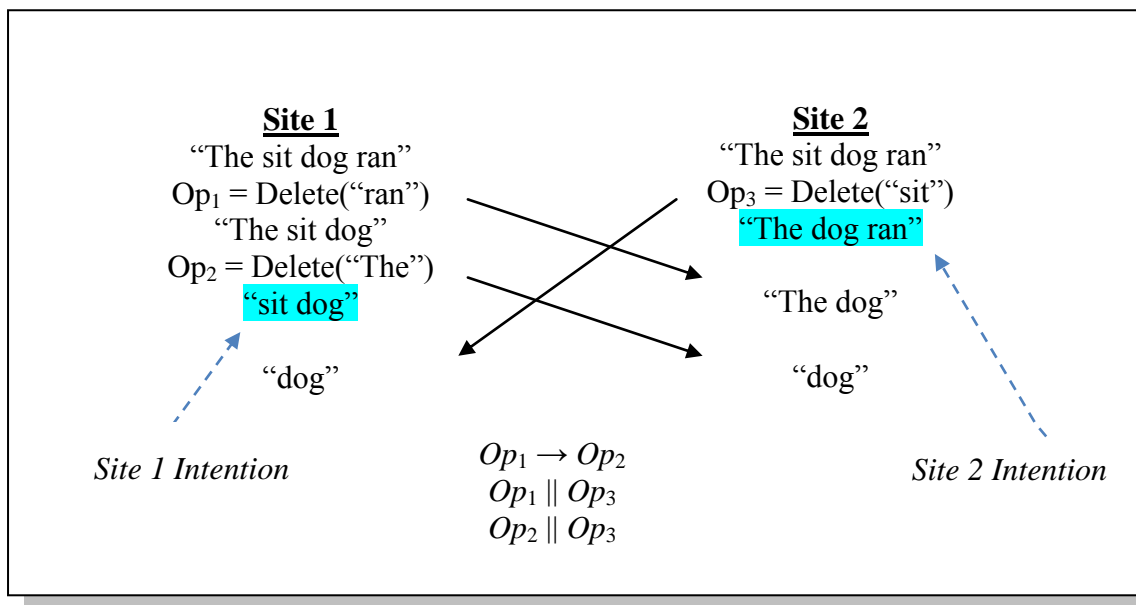 Site 1
“The sit dog ran”
Op₁ = Delete(“ran”)
“The sit dog”
Op₂ = Delete(“The”)
“sit dog”
“dog”
Site 1 Intention
Site 2
“The sit dog ran”
Op₃ = Delete(“sit”)
“The dog ran”
“The dog”
“dog”
Site 2 Intention
Op₁ → Op₂
Op₁ || Op₃
Op₂ || Op₃